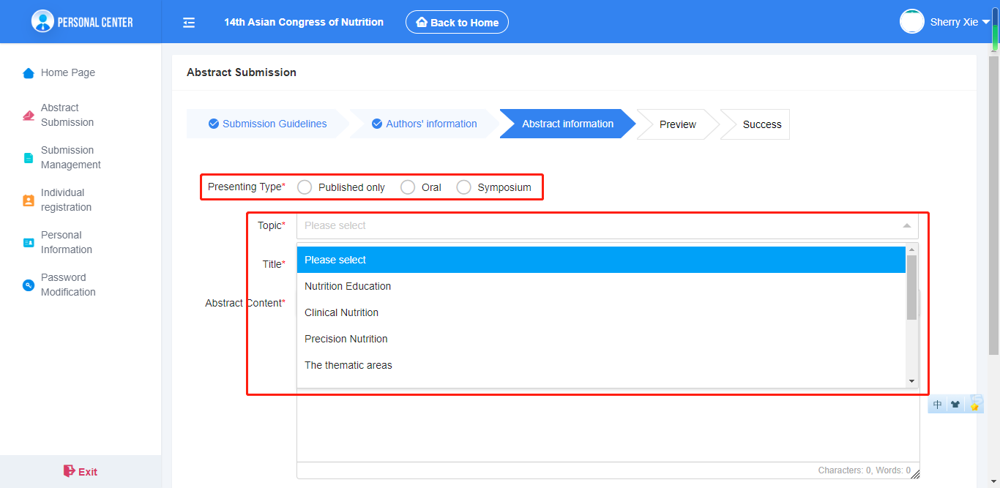 PERSONAL CENTER
14th Asian Congress of Nutrition
Back to Home
Sherry Xie
Home Page
Abstract
Submission
Submission
Management
Individual
registration
Personal
Information
Password
Modification
Exit
Abstract Submission
Submission Guidelines
Authors' information
Abstract information
Preview
Success
Presenting Type* Published only Oral Symposium
Topic* Please select
Please select
Nutrition Education
Clinical Nutrition
Precision Nutrition
The thematic areas
Title*
Abstract Content*
Characters: 0, Words: 0
中